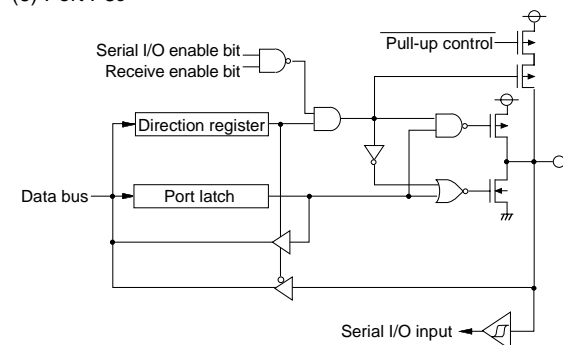 Serial I/O enable bit
Receive enable bit
Pull-up control
Direction register
Data bus
Port latch
Serial I/O input